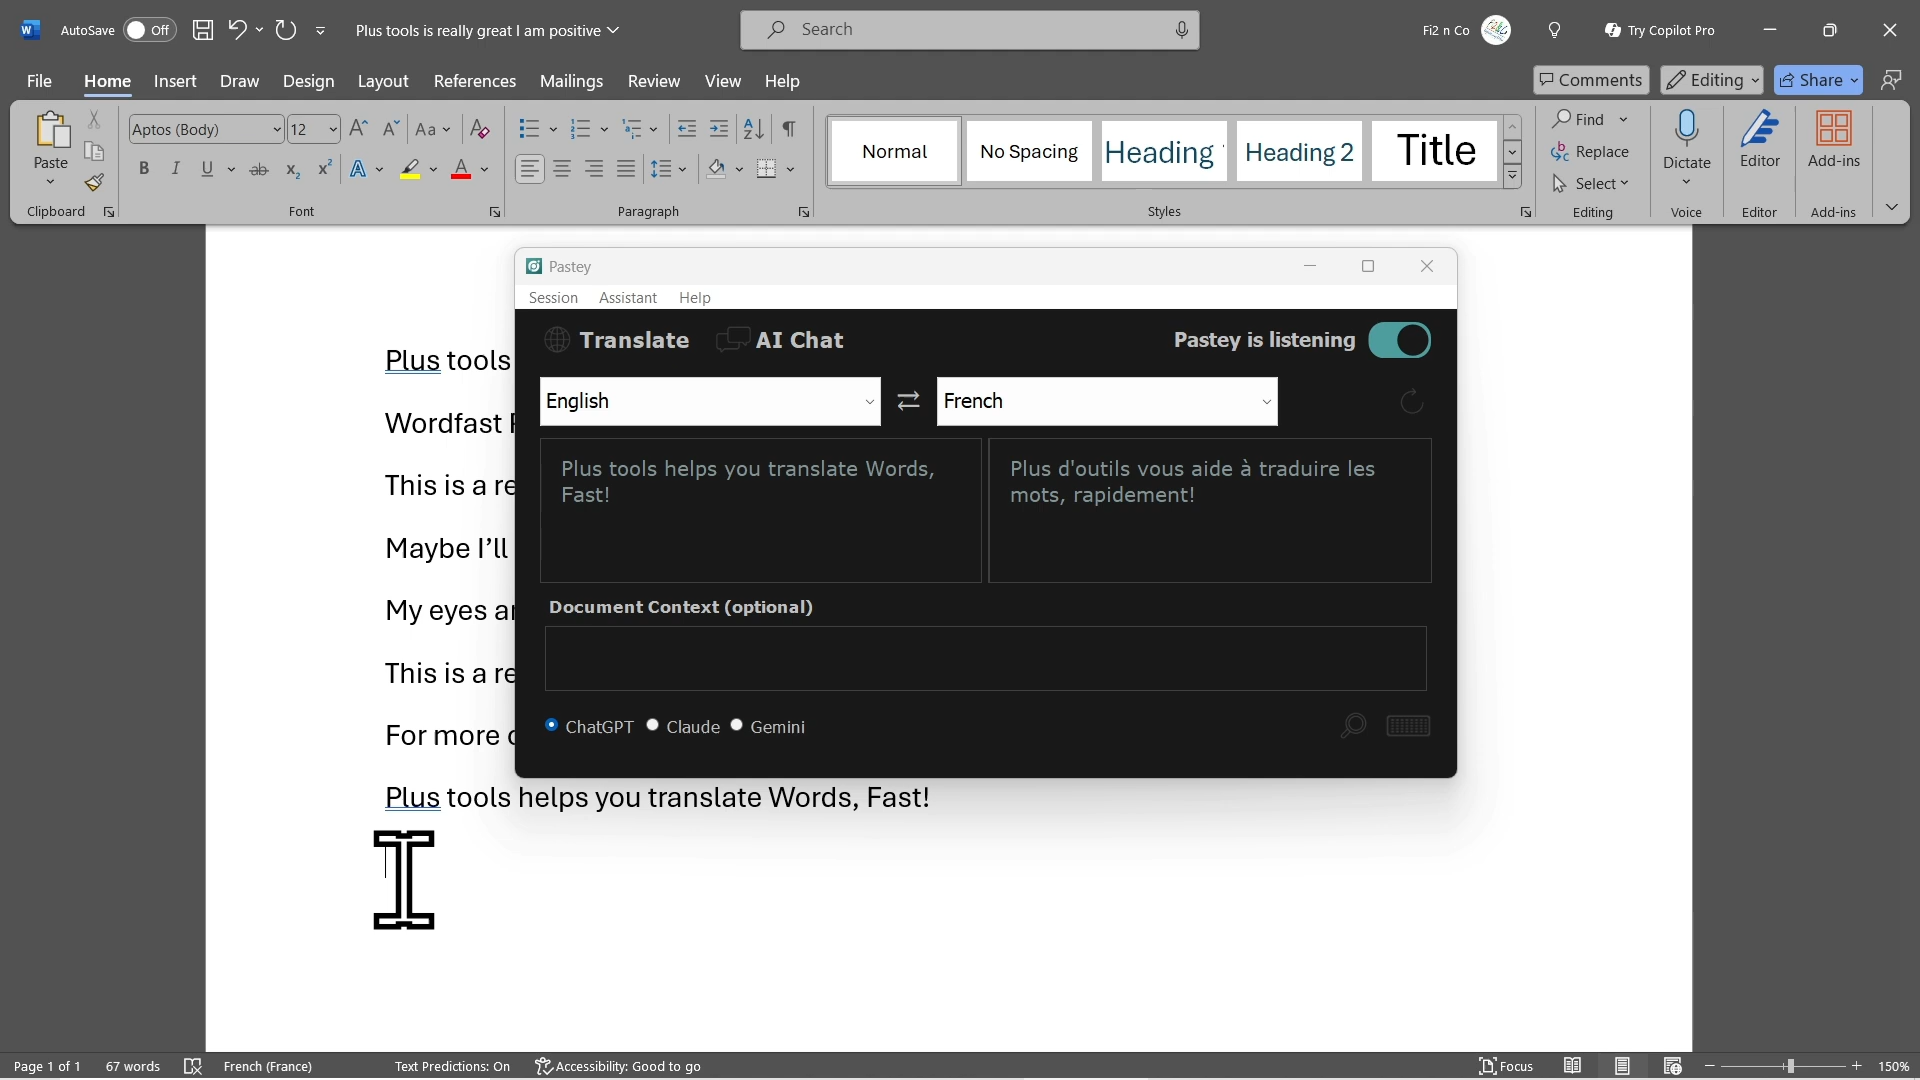 AutoSave Off Plus tools is really great I am positive Search Fi2 n Co Try Copilot Pro
File Home Insert Draw Design Layout References Mailings Review View Help Comments Editing Share
Paste
Clipboard
Aptos (Body) 12 Aa
B I U ab x₂ x² A A
Font
Paragraph
Normal No Spacing Heading Heading 2 Title
Styles
Find
Replace
Select
Editing
Dictate
Voice
Editor
Editor
Add-ins
Add-ins
Pastey
Session Assistant Help
Translate AI Chat Pastey is listening
English French
Plus tools helps you translate Words,
Fast!
Plus d'outils vous aide à traduire les
mots, rapidement!
Document Context (optional)
ChatGPT Claude Gemini
Plus tools
Wordfast
This is a re
Maybe I’ll
My eyes ar
This is a re
For more
Plus tools helps you translate Words, Fast!
Page 1 of 1 67 words French (France) Text Predictions: On Accessibility: Good to go Focus 150%